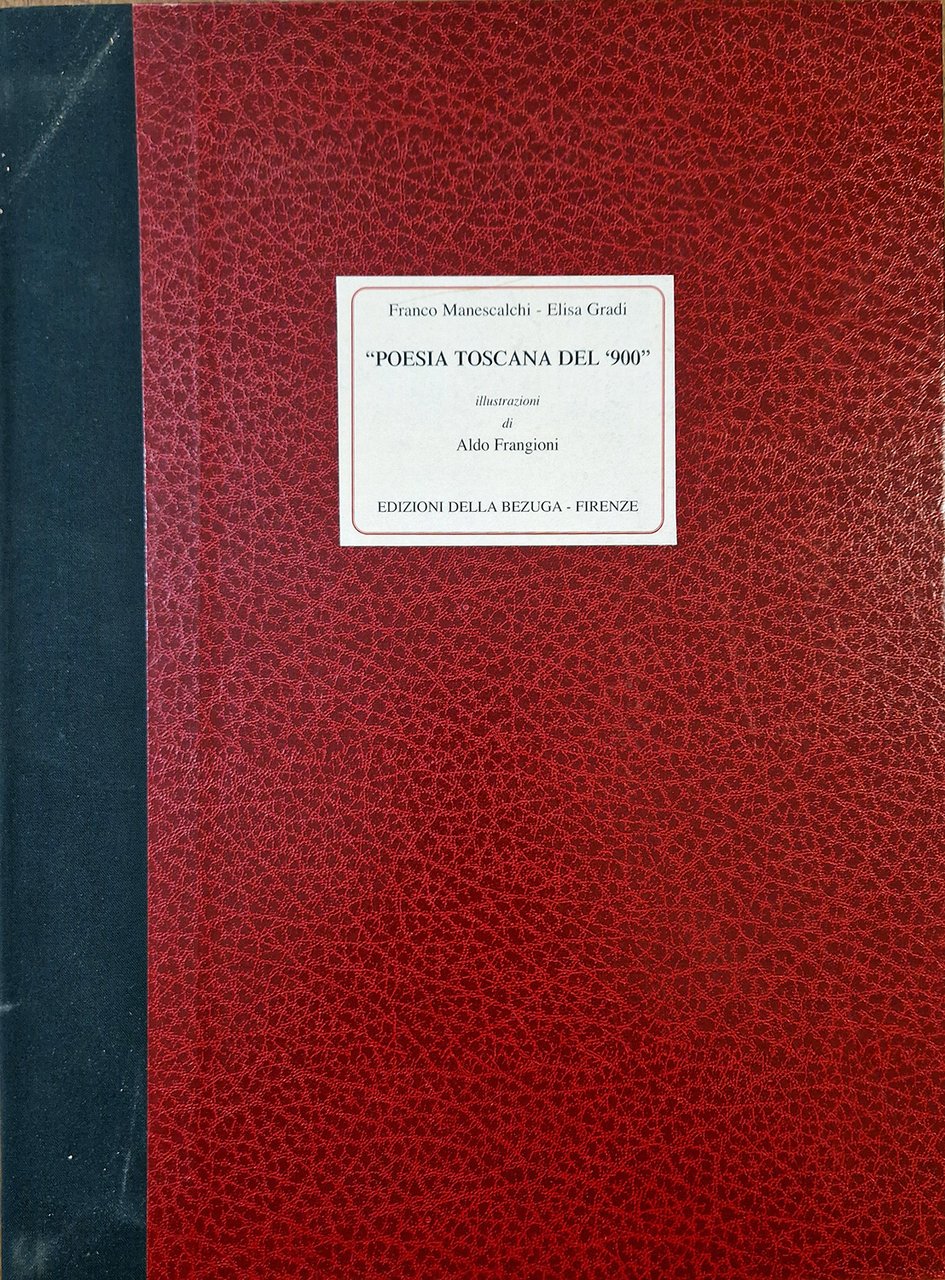 Franco Manescalchi - Elisa Gradi
“POESIA TOSCANA DEL ‘900”
illustrazioni
di
Aldo Frangioni
EDIZIONI DELLA BEZUGA - FIRENZE